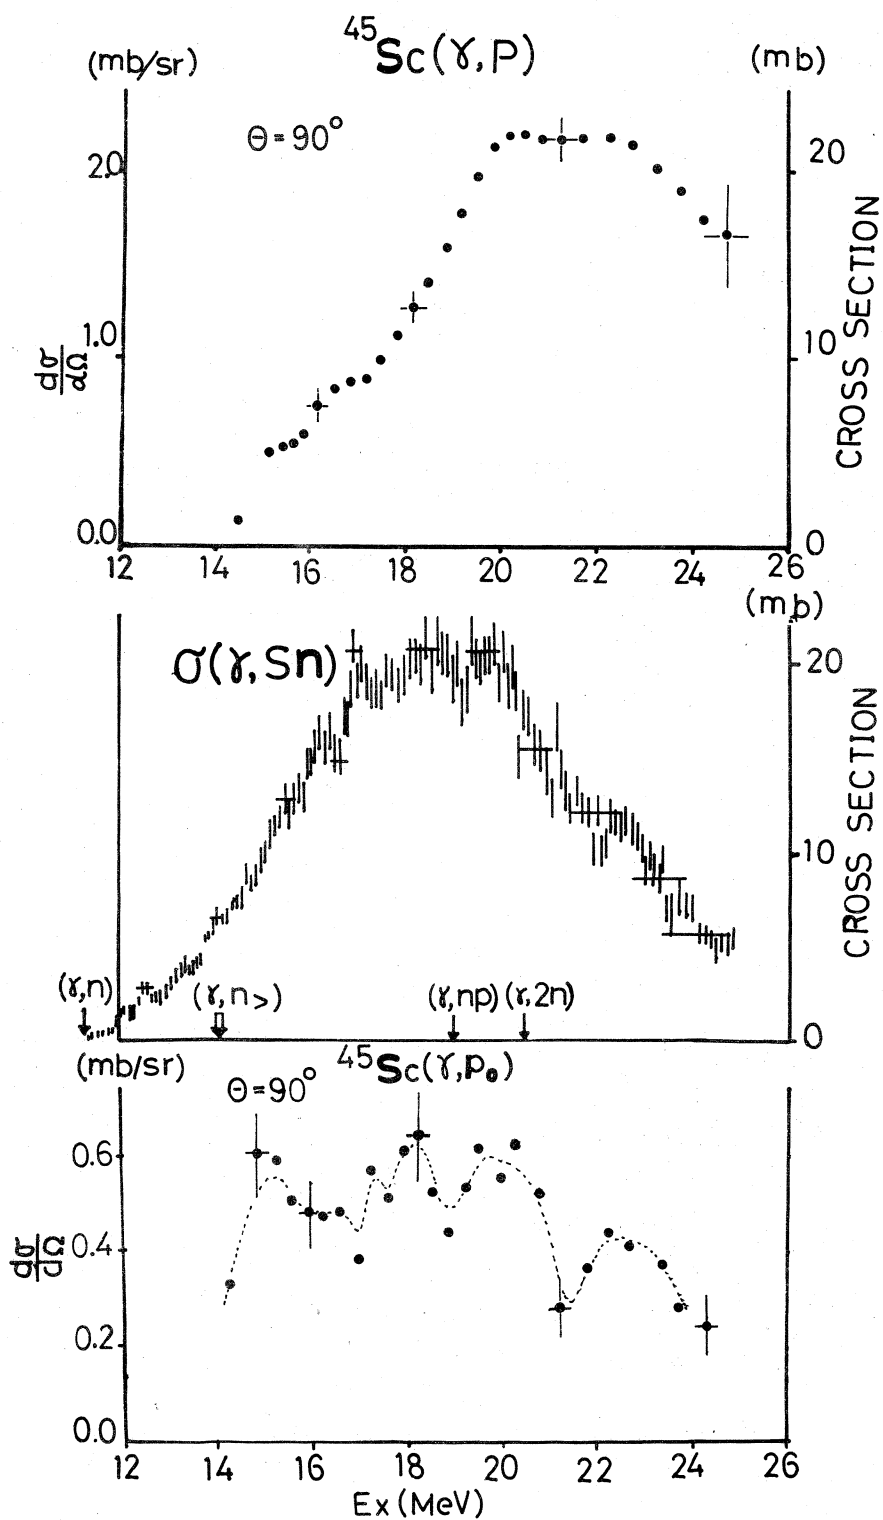 ⁴⁵Sc(γ,p)
(mb/sr)
(mb)
Θ=90°
2.0
1.0
0.0
dσ/dΩ
20
10
0
CROSS SECTION
12 14 16 18 20 22 24 26
(mb)
σ(γ,Sn)
20
10
0
CROSS SECTION
(γ,n) (γ,n>) (γ,np) (γ,2n)
(mb/sr) ⁴⁵Sc(γ,p₀)
Θ=90°
0.6
0.4
0.2
0.0
dσ/dΩ
12 14 16 18 20 22 24 26
Ex (MeV)